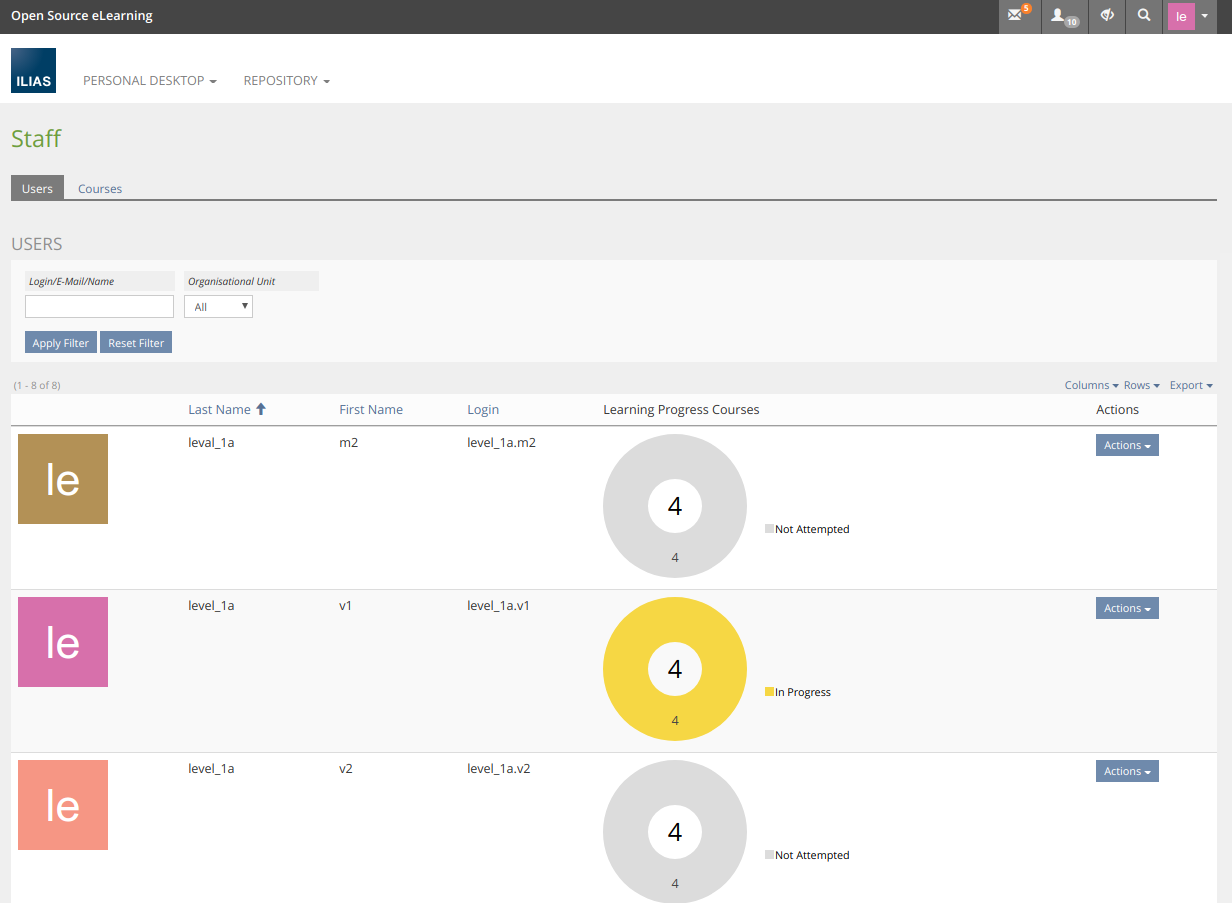 Open Source eLearning
5
10
le
ILIAS
PERSONAL DESKTOP
REPOSITORY
Staff
Users
Courses
USERS
Login/E-Mail/Name
Organisational Unit
All
Apply Filter
Reset Filter
(1 - 8 of 8)
Columns
Rows
Export
Last Name
First Name
Login
Learning Progress Courses
Actions
le
leval_1a
m2
level_1a.m2
4
4
Not Attempted
Actions
le
level_1a
v1
level_1a.v1
4
4
In Progress
Actions
le
level_1a
v2
level_1a.v2
4
4
Not Attempted
Actions